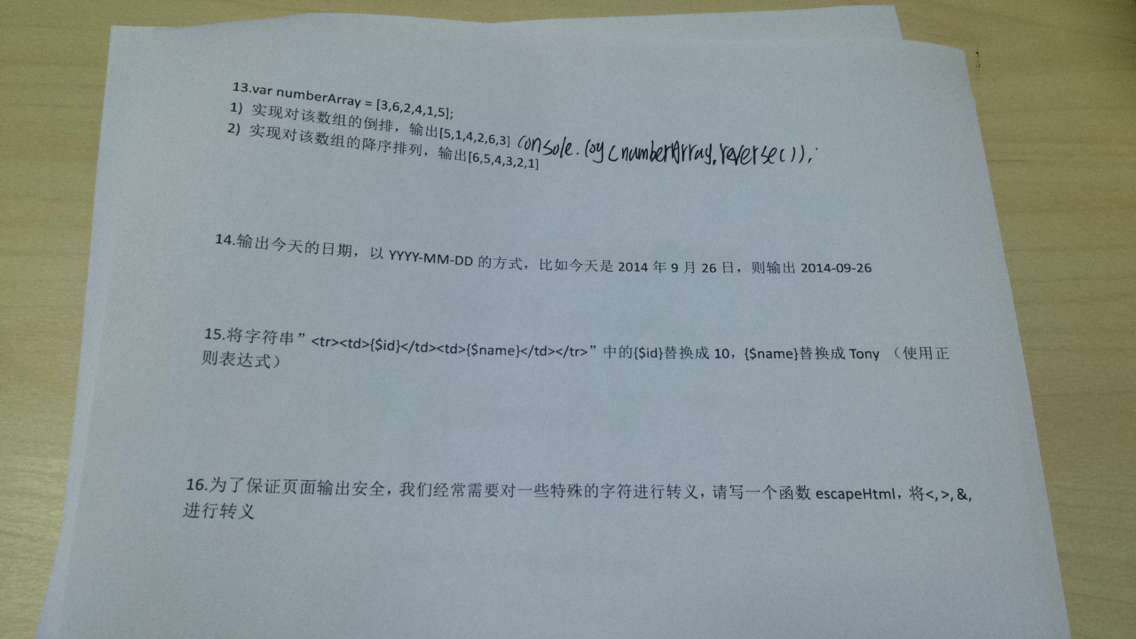 13.var numberArray = [3,6,2,4,1,5];
1) 实现对该数组的倒排，输出[5,1,4,2,6,3] console.log(numberArray.reverse());
2) 实现对该数组的降序排列，输出[6,5,4,3,2,1]
14.输出今天的日期，以 YYYY-MM-DD 的方式，比如今天是 2014 年 9 月 26 日，则输出 2014-09-26
15.将字符串”<tr><td>{$id}</td><td>{$name}</td></tr>”中的{$id}替换成 10，{$name}替换成 Tony （使用正
则表达式）
16.为了保证页面输出安全，我们经常需要对一些特殊的字符进行转义，请写一个函数 escapeHtml，将<, >, &,
进行转义